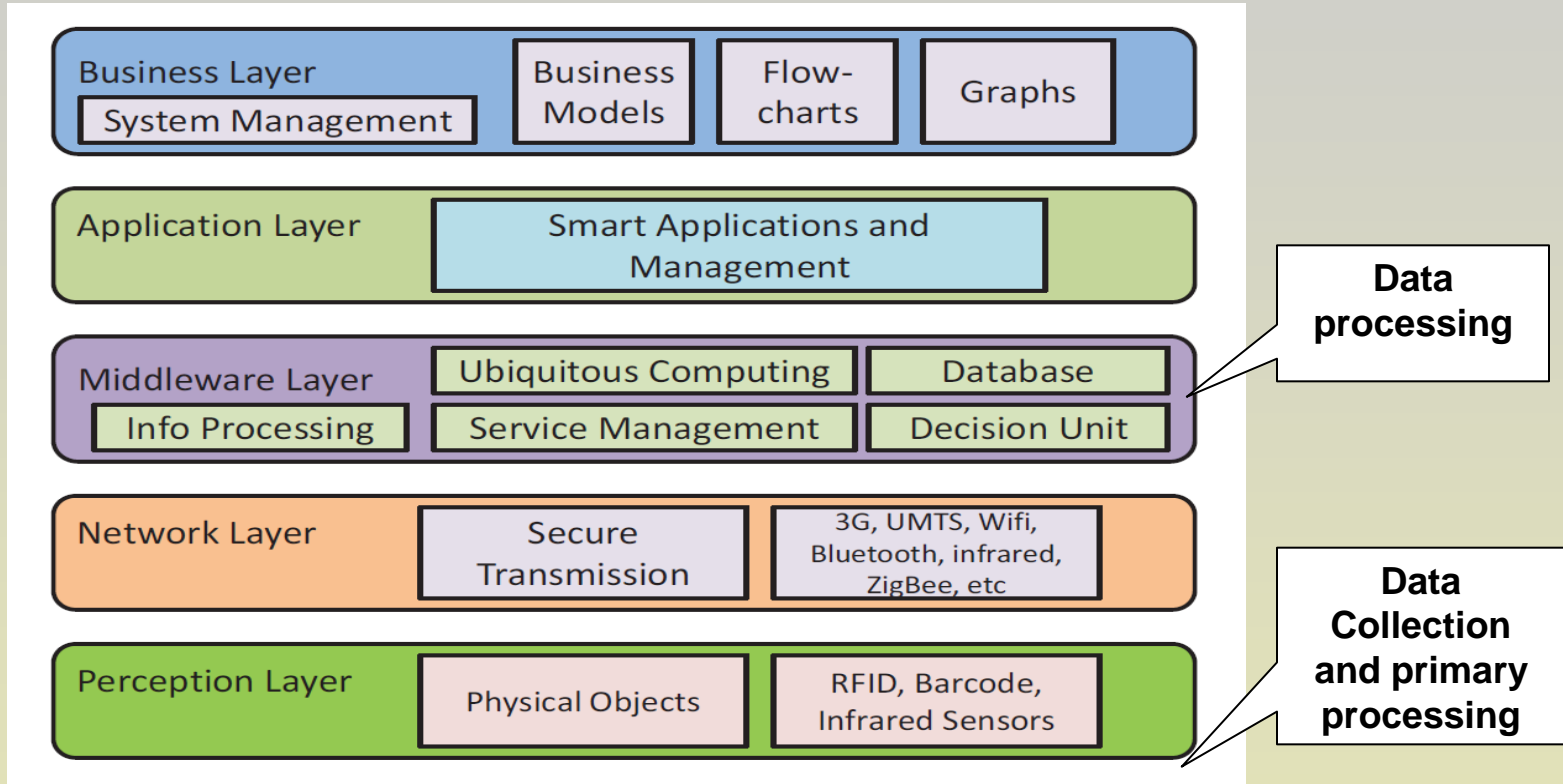 Business Layer
System Management
Business
Models
Flow-
charts
Graphs
Application Layer
Smart Applications and
Management
Data
processing
Middleware Layer
Ubiquitous Computing
Database
Info Processing
Service Management
Decision Unit
Network Layer
Secure
Transmission
3G, UMTS, Wifi,
Bluetooth, infrared,
ZigBee, etc
Data
Collection
and primary
processing
Perception Layer
Physical Objects
RFID, Barcode,
Infrared Sensors